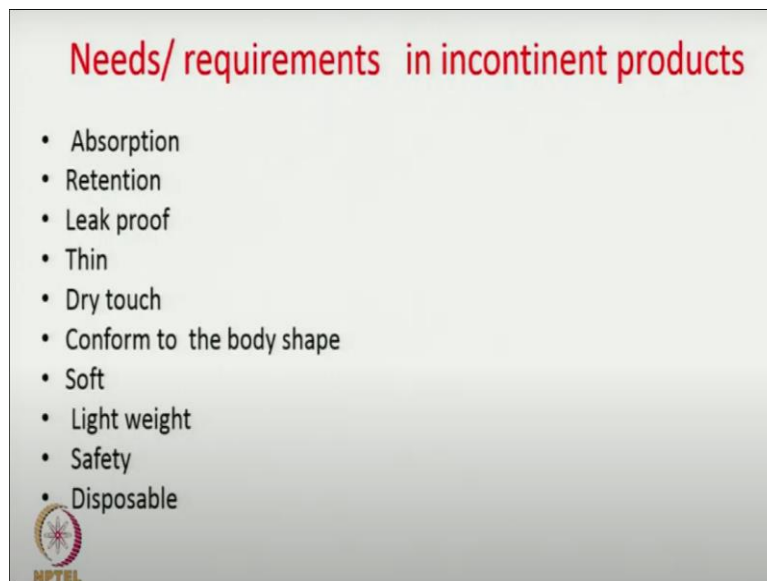 Needs/ requirements in incontinent products
• Absorption
• Retention
• Leak proof
• Thin
• Dry touch
• Conform to the body shape
• Soft
• Light weight
• Safety
• Disposable
NPTEL